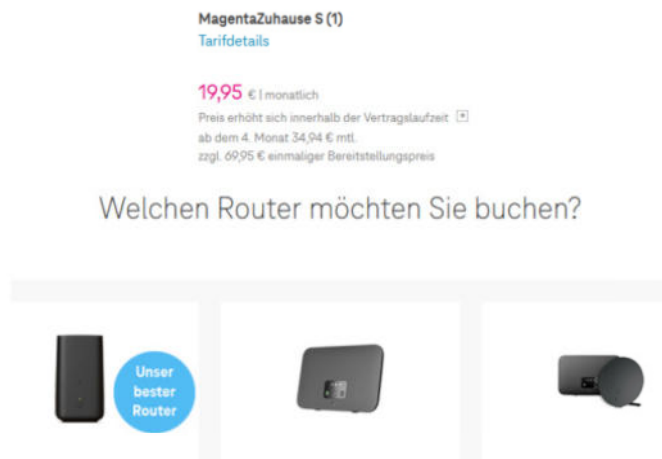 MagentaZuhause S (1)
Tarifdetails
19,95 € | monatlich
Preis erhöht sich innerhalb der Vertragslaufzeit
ab dem 4. Monat 34,94 € mtl.
zzgl. 69,95 € einmaliger Bereitstellungspreis
Welchen Router möchten Sie buchen?
Unser
bester
Router